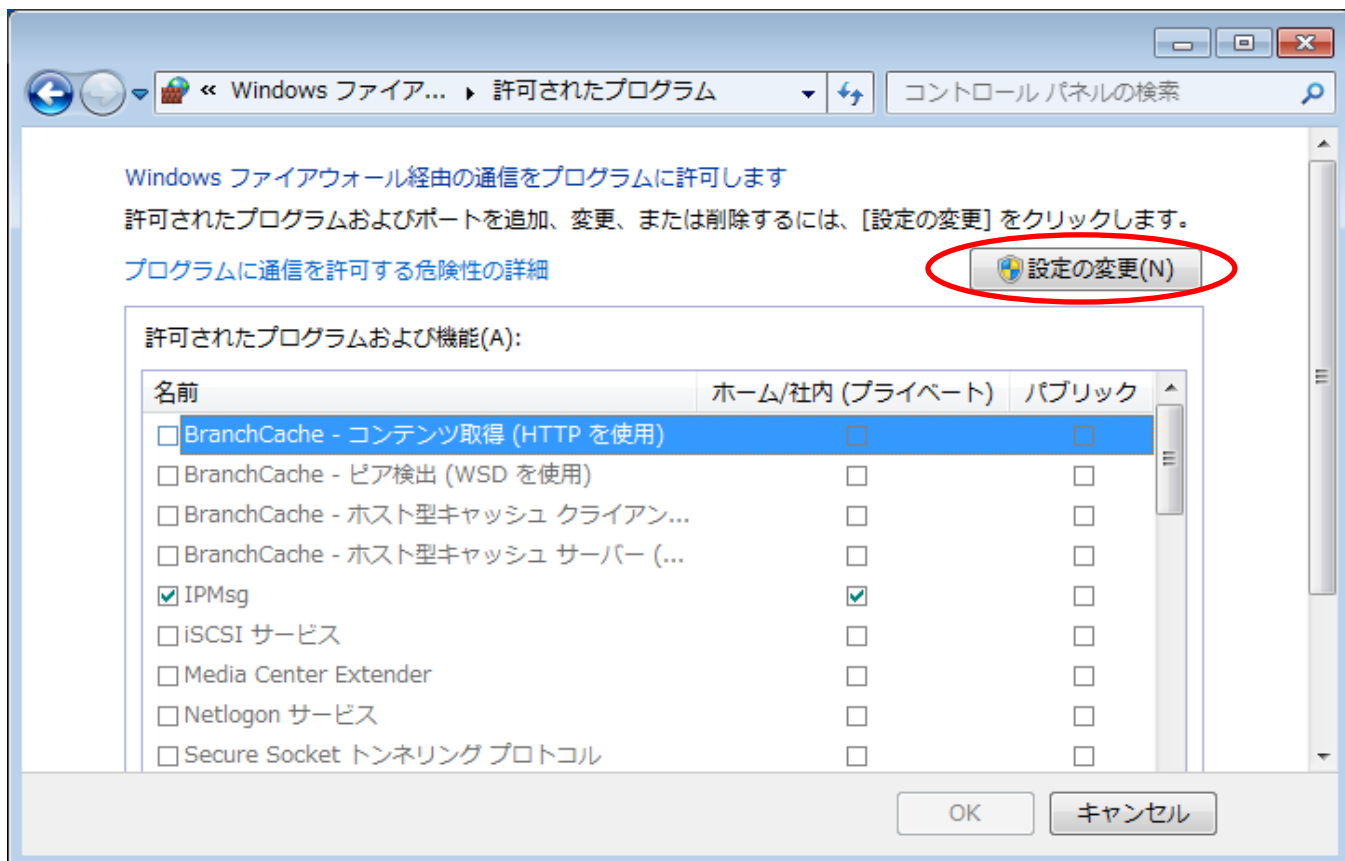 « Windows ファイア... ▸ 許可されたプログラム
コントロール パネルの検索
Windows ファイアウォール経由の通信をプログラムに許可します
許可されたプログラムおよびポートを追加、変更、または削除するには、[設定の変更] をクリックします。
プログラムに通信を許可する危険性の詳細
設定の変更(N)
許可されたプログラムおよび機能(A):
名前 ホーム/社内 (プライベート) パブリック
BranchCache - コンテンツ取得 (HTTP を使用)
BranchCache - ピア検出 (WSD を使用)
BranchCache - ホスト型キャッシュ クライアン...
BranchCache - ホスト型キャッシュ サーバー (...
IPMsg
iSCSI サービス
Media Center Extender
Netlogon サービス
Secure Socket トンネリング プロトコル
OK キャンセル